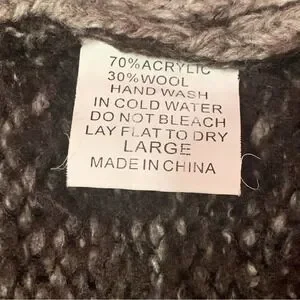 70% ACRYLIC
30% WOOL
HAND WASH
IN COLD WATER
DO NOT BLEACH
LAY FLAT TO DRY
LARGE
MADE IN CHINA